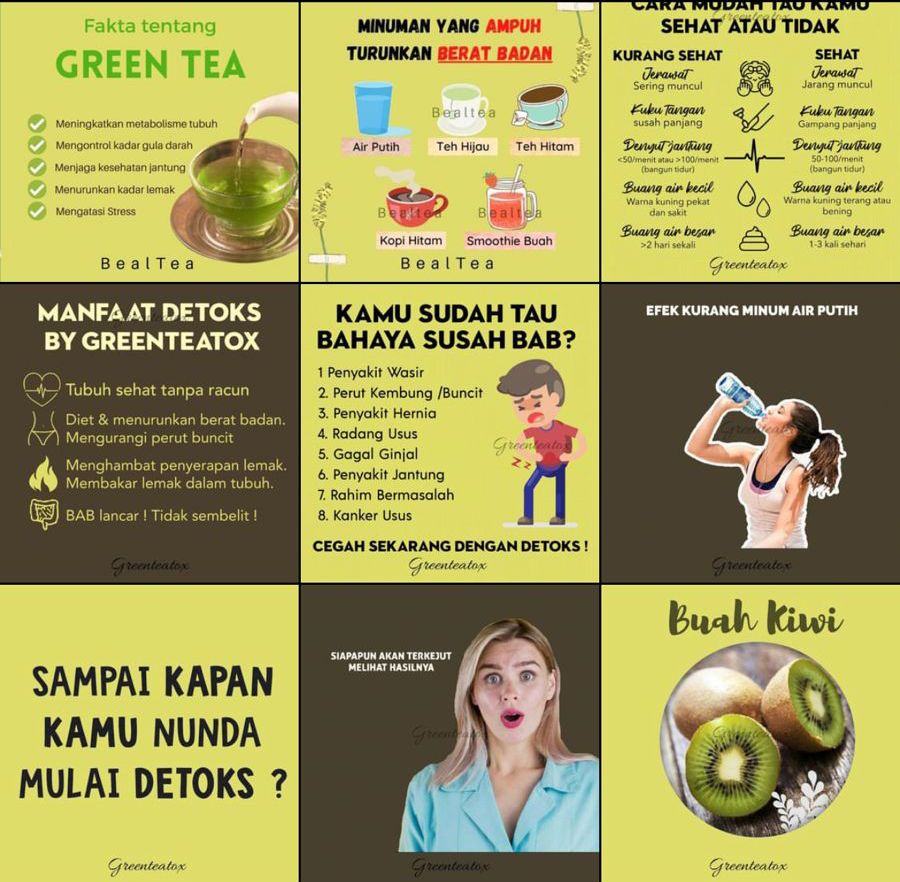 Fakta tentang
GREEN TEA
Meningkatkan metabolisme tubuh
Mengontrol kadar gula darah
Menjaga kesehatan jantung
Menurunkan kadar lemak
Mengatasi Stress
BealTea
MINUMAN YANG AMPUH
TURUNKAN BERAT BADAN
Bealtea
Air Putih
Teh Hijau
Teh Hitam
Bealtea
Bealtea
Kopi Hitam
Smoothie Buah
BealTea
CARA MUDAH TAU KAMU
Greenteatox
SEHAT ATAU TIDAK
KURANG SEHAT
Jerawat
Sering muncul
Kuku Tangan
susah panjang
Denyut jantung
<50/menit atau >100/menit
(bangun tidur)
Buang air kecil
Warna kuning pekat
dan sakit
Buang air besar
>2 hari sekali
SEHAT
Jerawat
Jarang muncul
Kuku Tangan
Gampang panjang
Denyut jantung
50-100/menit
(bangun tidur)
Buang air kecil
Warna kuning terang atau
bening
Buang air besar
1-3 kali sehari
Greenteatox
MANFAAT DETOKS
BY GREENTEATOX
Tubuh sehat tanpa racun
Diet & menurunkan berat badan.
Mengurangi perut buncit
Menghambat penyerapan lemak.
Membakar lemak dalam tubuh.
BAB lancar ! Tidak sembelit !
Greenteatox
KAMU SUDAH TAU
BAHAYA SUSAH BAB?
1 Penyakit Wasir
2. Perut Kembung /Buncit
3. Penyakit Hernia
4. Radang Usus
5. Gagal Ginjal
6. Penyakit Jantung
7. Rahim Bermasalah
8. Kanker Usus
Greenteatox
CEGAH SEKARANG DENGAN DETOKS !
Greenteatox
EFEK KURANG MINUM AIR PUTIH
Greenteatox
Greenteatox
SAMPAI KAPAN
KAMU NUNDA
MULAI DETOKS ?
Greenteatox
SIAPAPUN AKAN TERKEJUT
MELIHAT HASILNYA
Greenteatox
Buah Kiwi
Greenteatox
Greenteatox